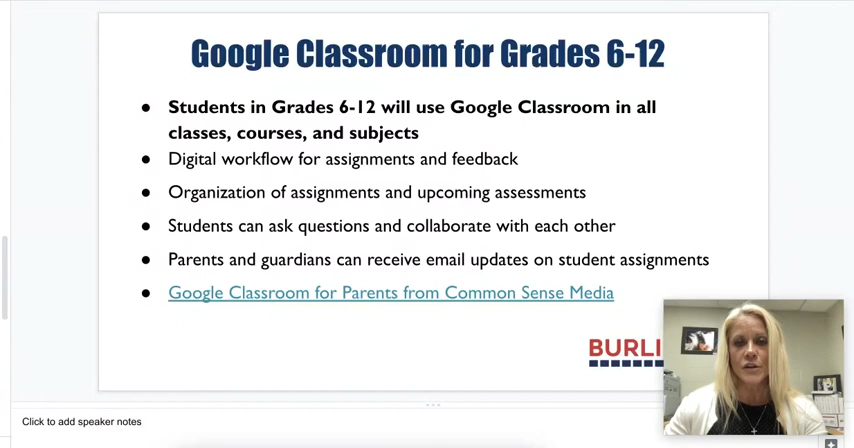 Google Classroom for Grades 6-12
● Students in Grades 6-12 will use Google Classroom in all
classes, courses, and subjects
● Digital workflow for assignments and feedback
● Organization of assignments and upcoming assessments
● Students can ask questions and collaborate with each other
● Parents and guardians can receive email updates on student assignments
● Google Classroom for Parents from Common Sense Media
BURLI
Click to add speaker notes